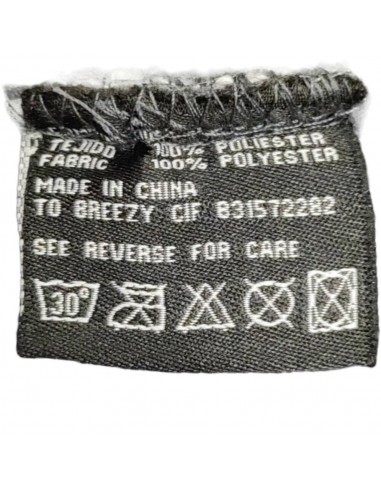 TEJIDO 100% POLIESTER
FABRIC 100% POLYESTER
MADE IN CHINA
TO BREEZY CIF B31572282
SEE REVERSE FOR CARE
30°